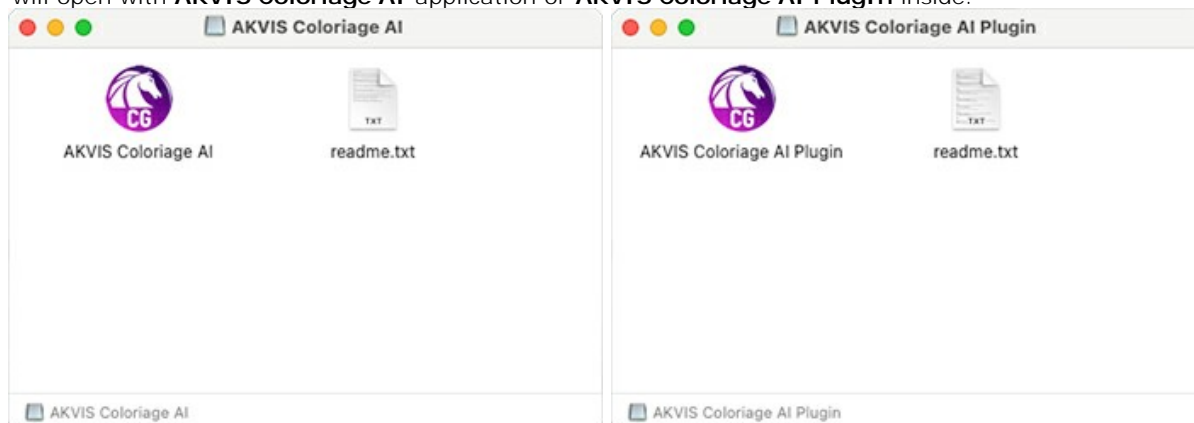 will open with AKVIS Coloriage AI application or AKVIS Coloriage AI Plugin inside.
AKVIS Coloriage AI
CG
TXT
AKVIS Coloriage AI
readme.txt
AKVIS Coloriage AI
AKVIS Coloriage AI Plugin
CG
TXT
AKVIS Coloriage AI Plugin
readme.txt
AKVIS Coloriage AI Plugin